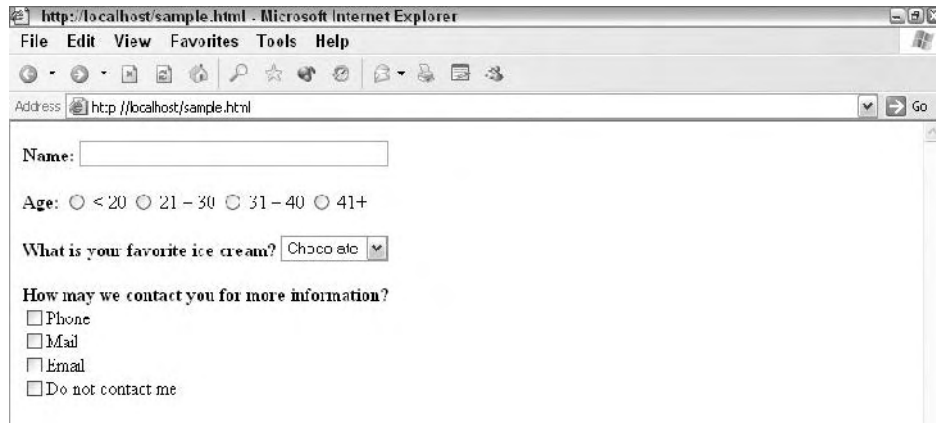 http://localhost/sample.html - Microsoft Internet Explorer
File Edit View Favorites Tools Help
Address http://localhost/sample.html Go
Name:
Age: < 20 21 – 30 31 – 40 41+
What is your favorite ice cream? Chocolate
How may we contact you for more information?
Phone
Mail
Email
Do not contact me